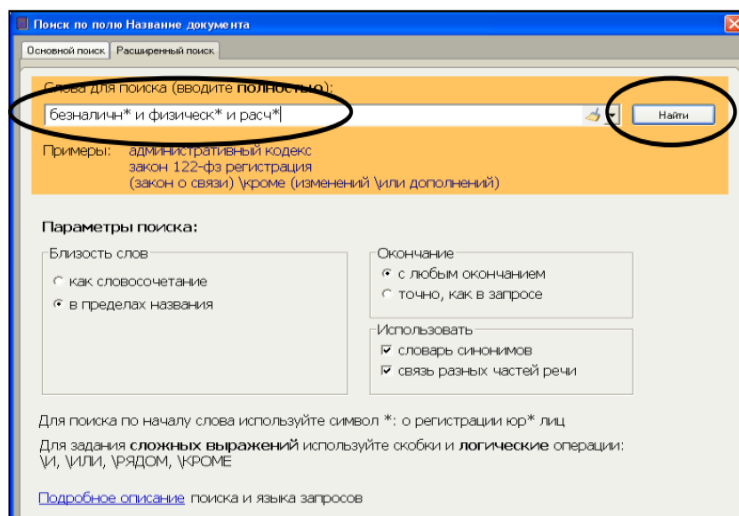 Поиск по полю Название документа
Основной поиск Расширенный поиск
Слова для поиска (вводите полностью):
безналичн* и физическ* и расч*
Найти
Примеры: административный кодекс
закон 122-фз регистрация
(закон о связи) \кроме (изменений \или дополнений)
Параметры поиска:
Близость слов
как словосочетание
в пределах названия
Окончание
с любым окончанием
точно, как в запросе
Использовать
словарь синонимов
связь разных частей речи
Для поиска по началу слова используйте символ *: о регистрации юр* лиц
Для задания сложных выражений используйте скобки и логические операции:
\И, \ИЛИ, \РЯДОМ, \КРОМЕ
Подробное описание поиска и языка запросов